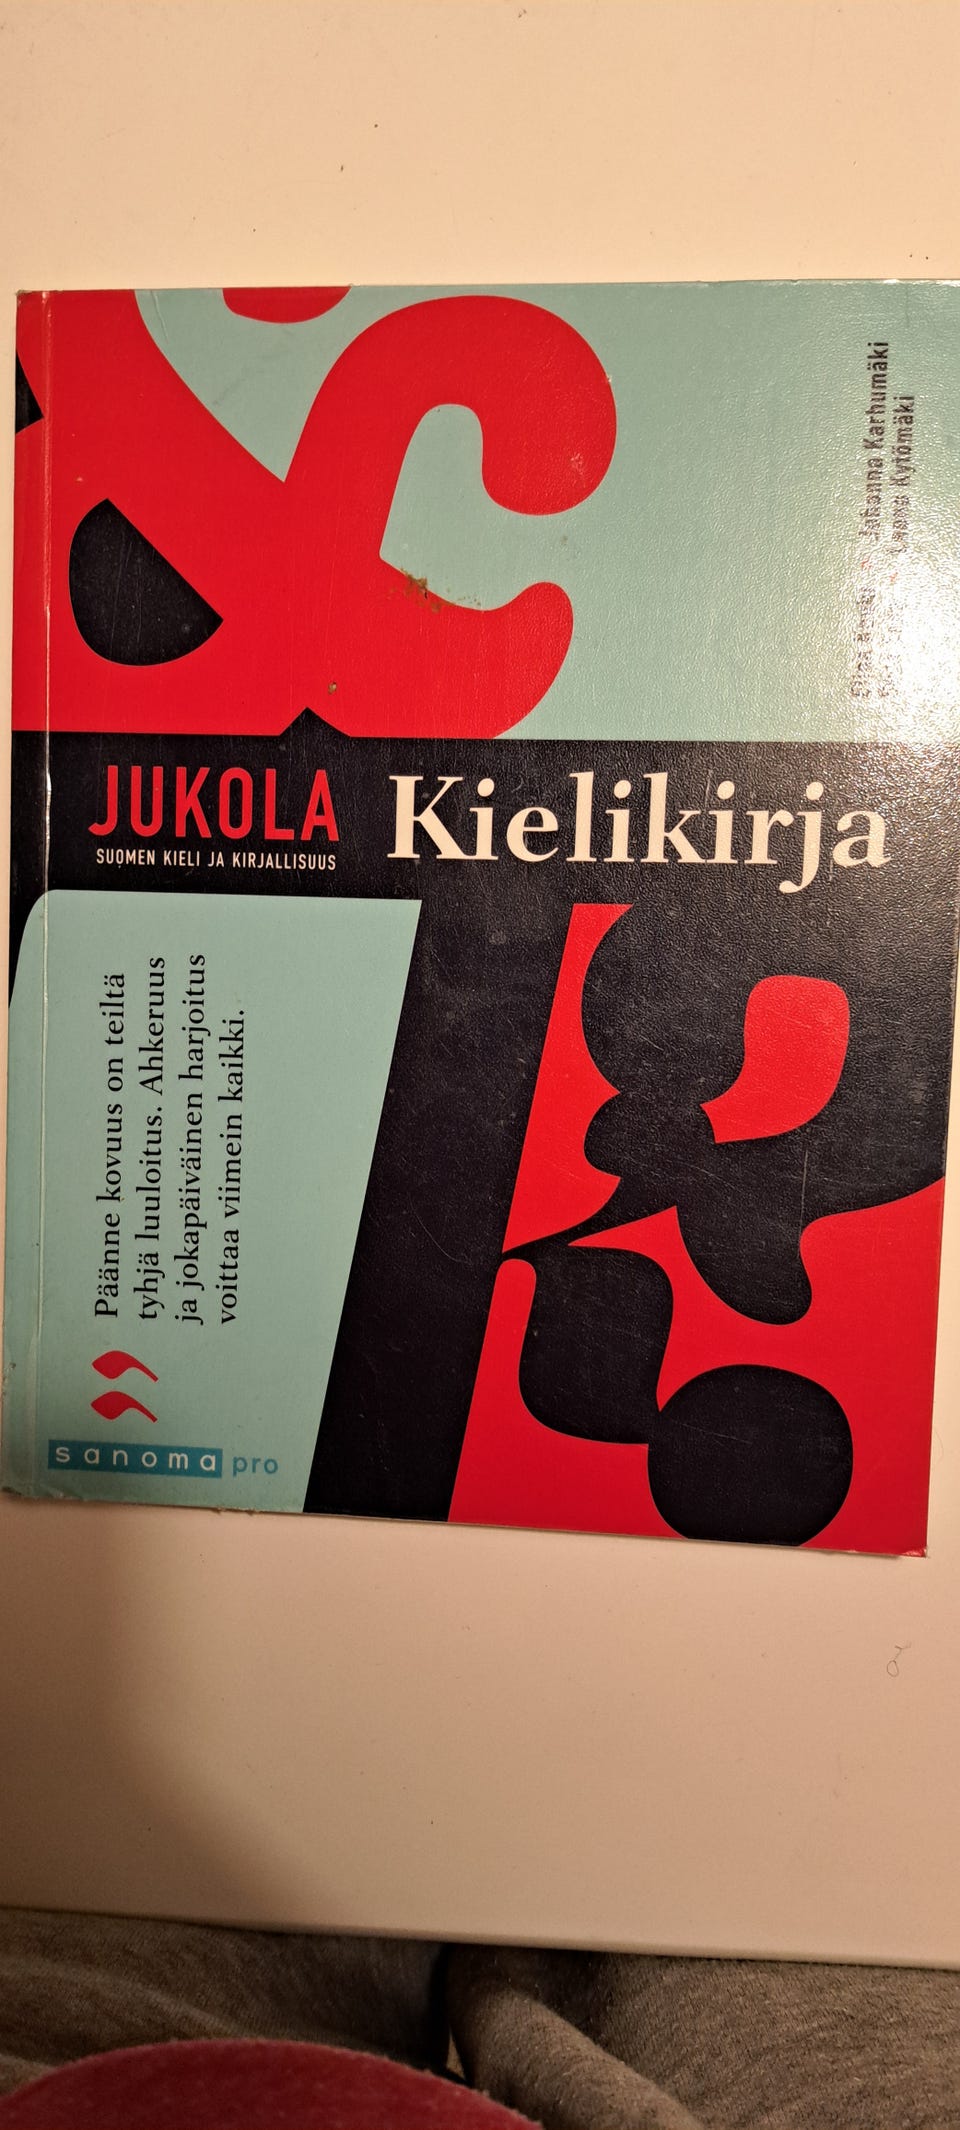 Johanna Karhumäki
Kytömäki
JUKOLA
SUOMEN KIELI JA KIRJALLISUUS
Kielikirja
Päänne kovuus on teiltä
tyhjä luuloitus. Ahkeruus
ja jokapäiväinen harjoitus
voittaa viimein kaikki.
sanoma pro